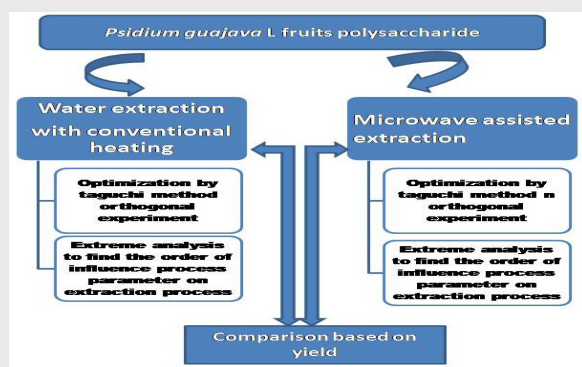 Psidium guajava L fruits polysaccharide
Water extraction
with conventional
heating
Optimization by
taguchi method
orthogonal
experiment
Extreme analysis
to find the order of
influence process
parameter on
extraction process
Microwave assisted
extraction
Optimization by
taguchi method n
orthogonal
experiment
Extreme analysis
to find the order of
influence process
parameter on
extraction process
Comparison based on
yield